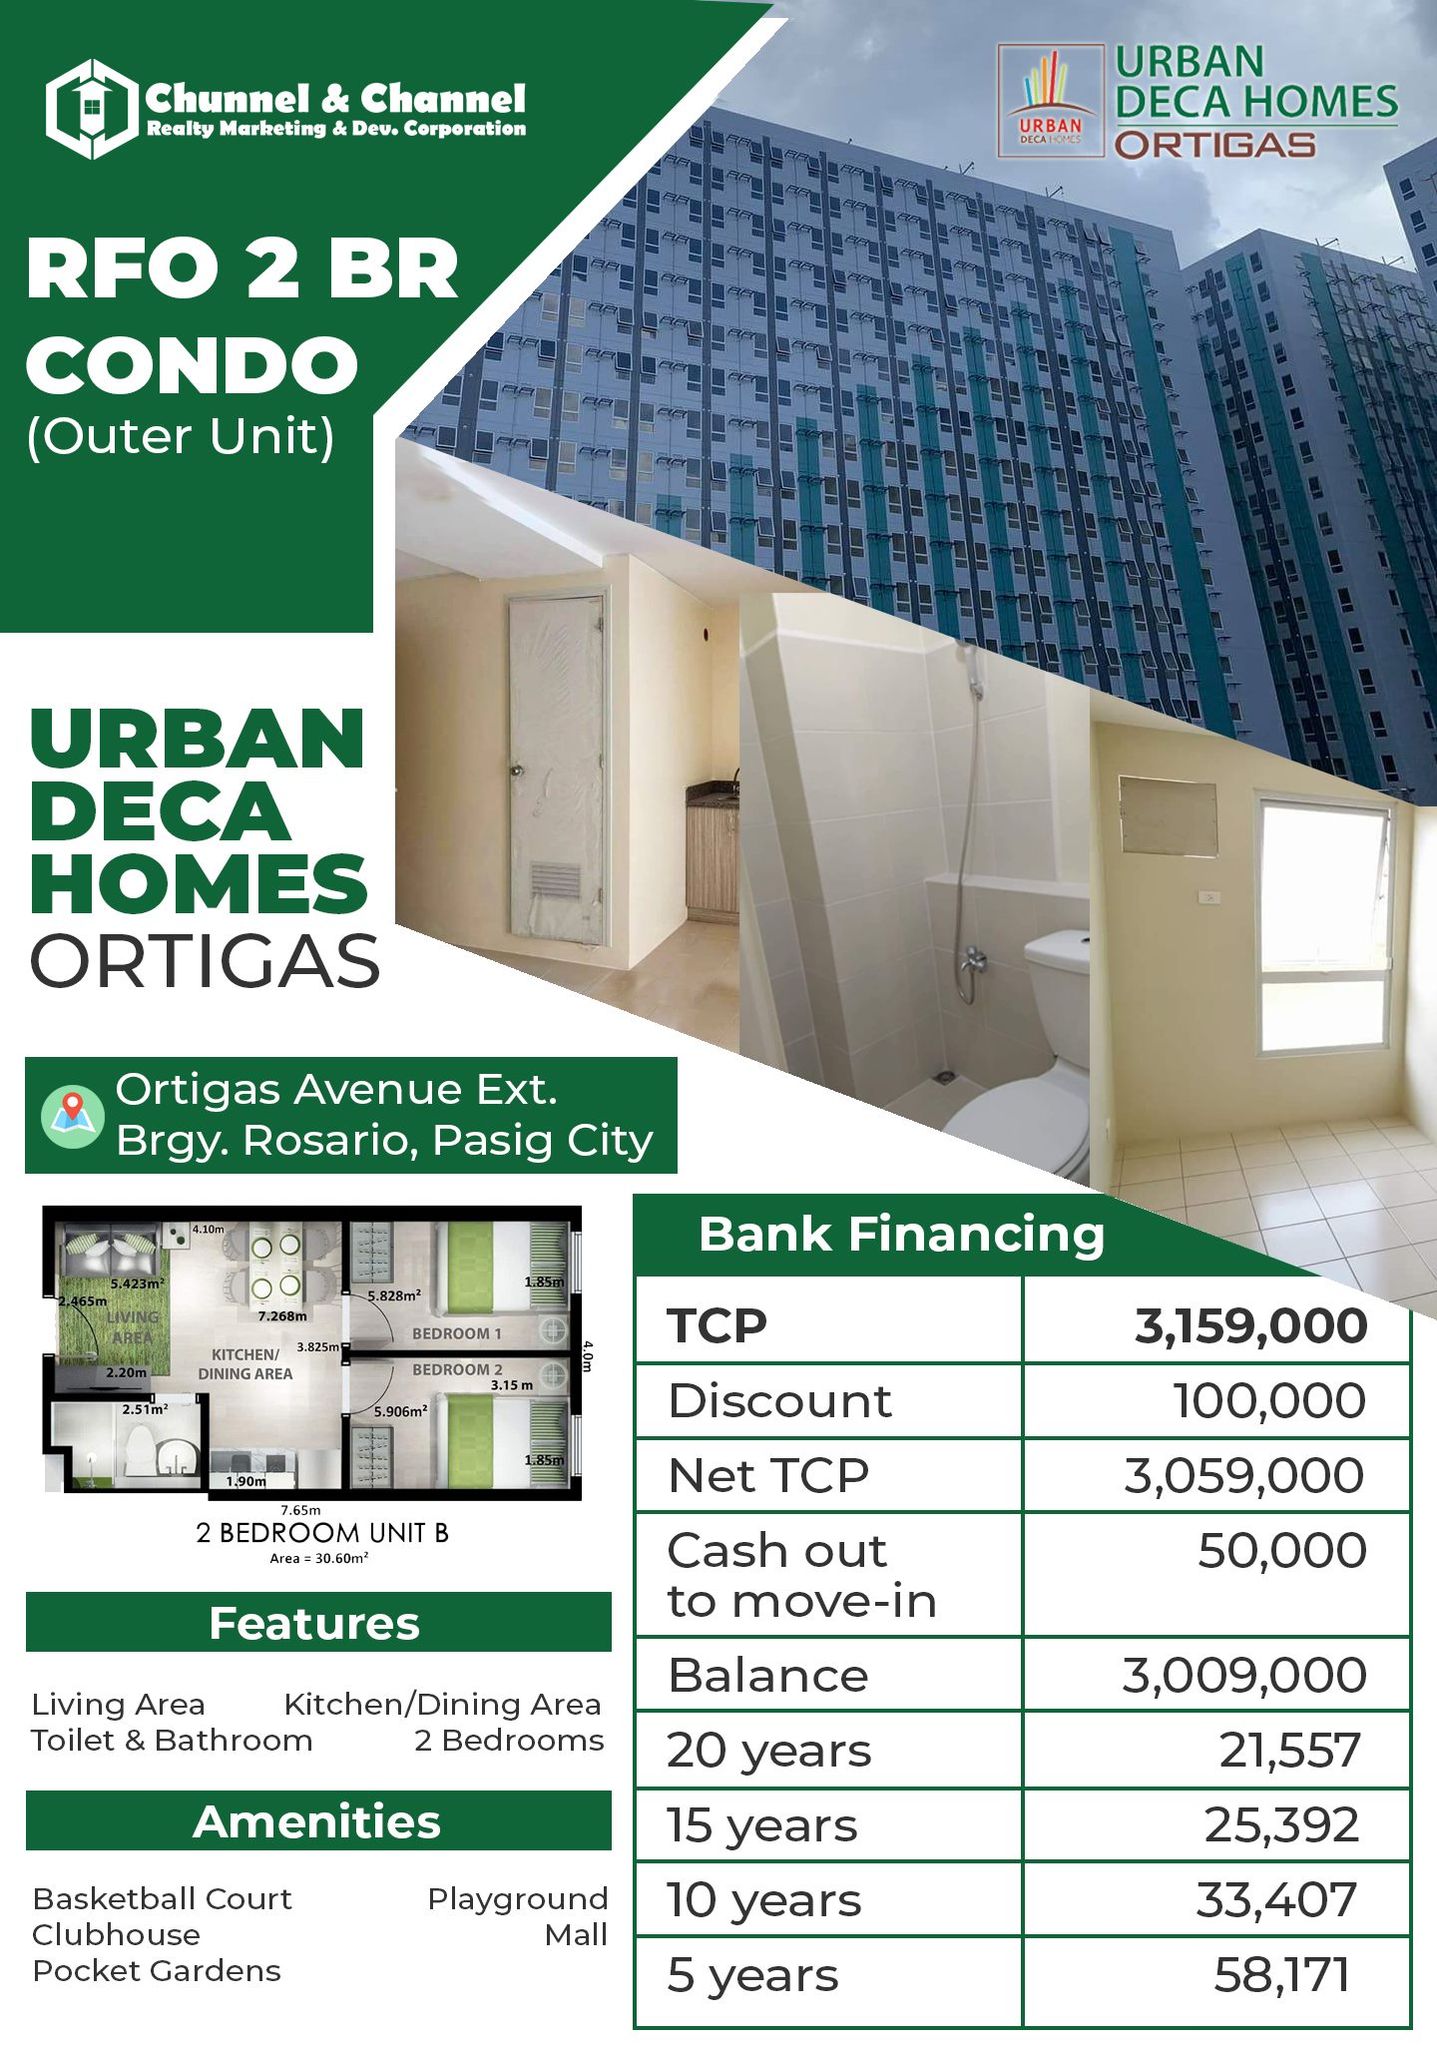 Chunnel & Channel
Realty Marketing & Dev. Corporation
URBAN
DECA HOMES
URBAN
DECA HOMES
ORTIGAS
RFO 2 BR
CONDO
(Outer Unit)
URBAN
DECA
HOMES
ORTIGAS
Ortigas Avenue Ext.
Brgy. Rosario, Pasig City
4.10m
5.423m²
2.465m
LIVING
AREA
2.20m
2.51m²
7.268m
3.825m
KITCHEN/
DINING AREA
1.90m
5.828m²
1.85m
BEDROOM 1
BEDROOM 2
3.15 m
5.906m²
1.85m
4.0m
7.65m
2 BEDROOM UNIT B
Area = 30.60m²
Features
Living Area Kitchen/Dining Area
Toilet & Bathroom 2 Bedrooms
Amenities
Basketball Court Playground
Clubhouse Mall
Pocket Gardens
Bank Financing
TCP 3,159,000
Discount 100,000
Net TCP 3,059,000
Cash out 50,000
to move-in
Balance 3,009,000
20 years 21,557
15 years 25,392
10 years 33,407
5 years 58,171